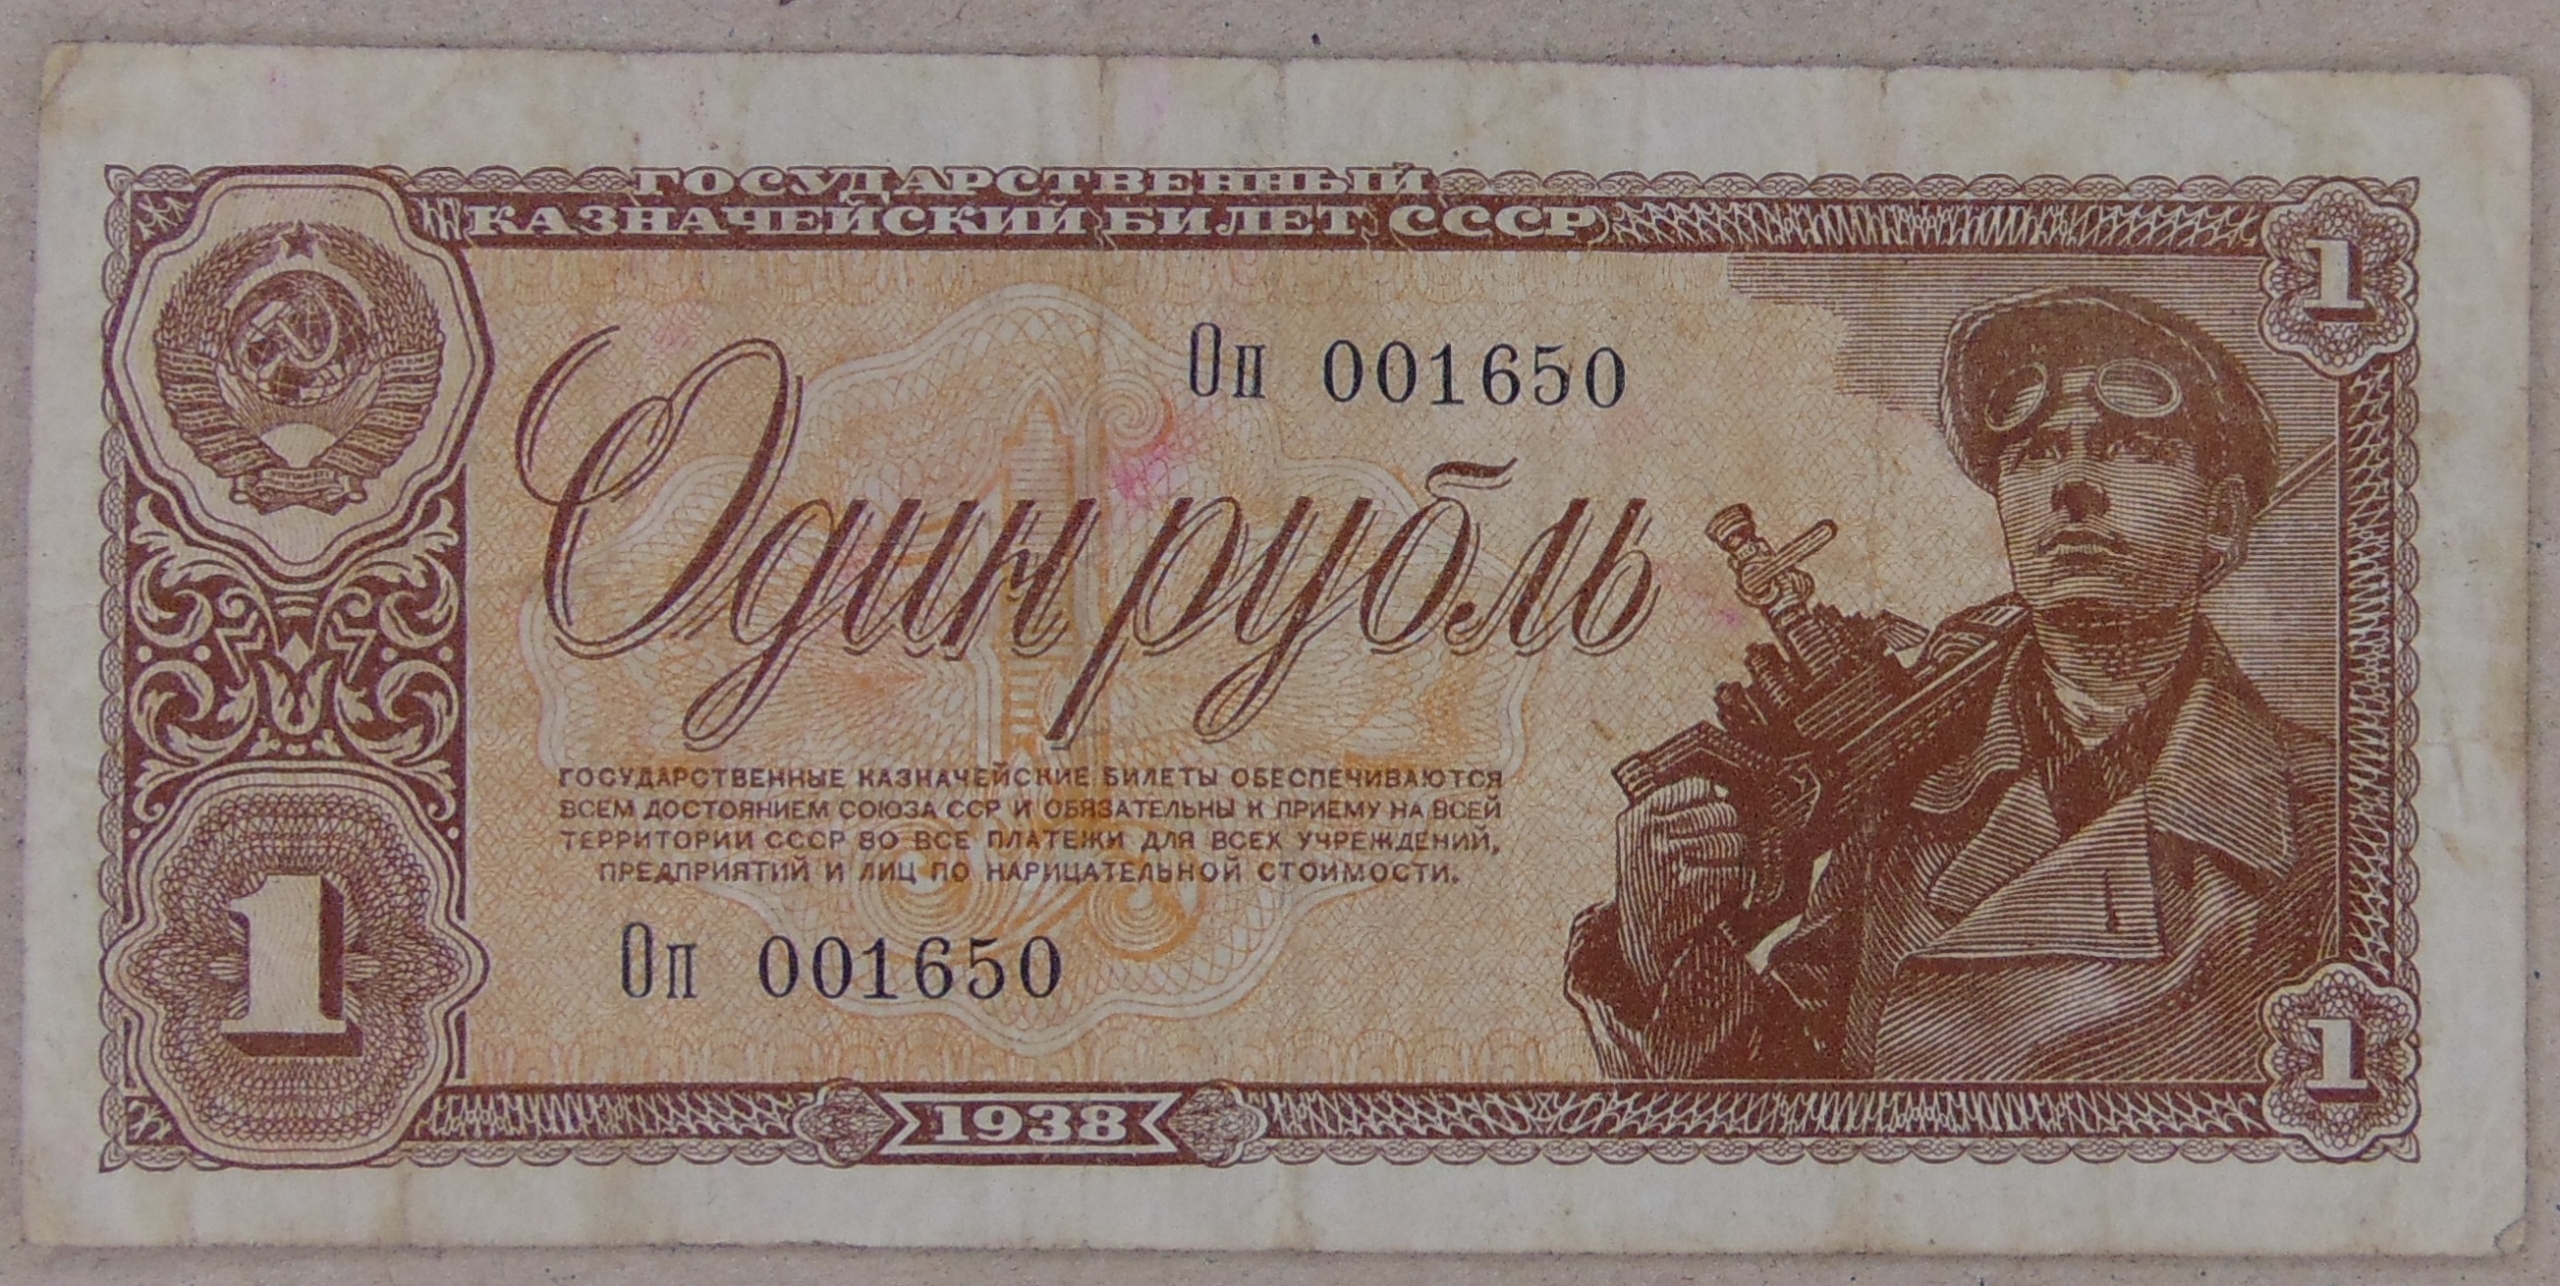 ГОСУДАРСТВЕННЫЙ
КАЗНАЧЕЙСКИЙ БИЛЕТ СССР
1
Оп 001650
Один рубль
ГОСУДАРСТВЕННЫЕ КАЗНАЧЕЙСКИЕ БИЛЕТЫ ОБЕСПЕЧИВАЮТСЯ
ВСЕМ ДОСТОЯНИЕМ СОЮЗА ССР И ОБЯЗАТЕЛЬНЫ К ПРИЕМУ НА ВСЕЙ
ТЕРРИТОРИИ СССР ВО ВСЕ ПЛАТЕЖИ ДЛЯ ВСЕХ УЧРЕЖДЕНИЙ,
ПРЕДПРИЯТИЙ И ЛИЦ ПО НАРИЦАТЕЛЬНОЙ СТОИМОСТИ.
1
Оп 001650
1
1938